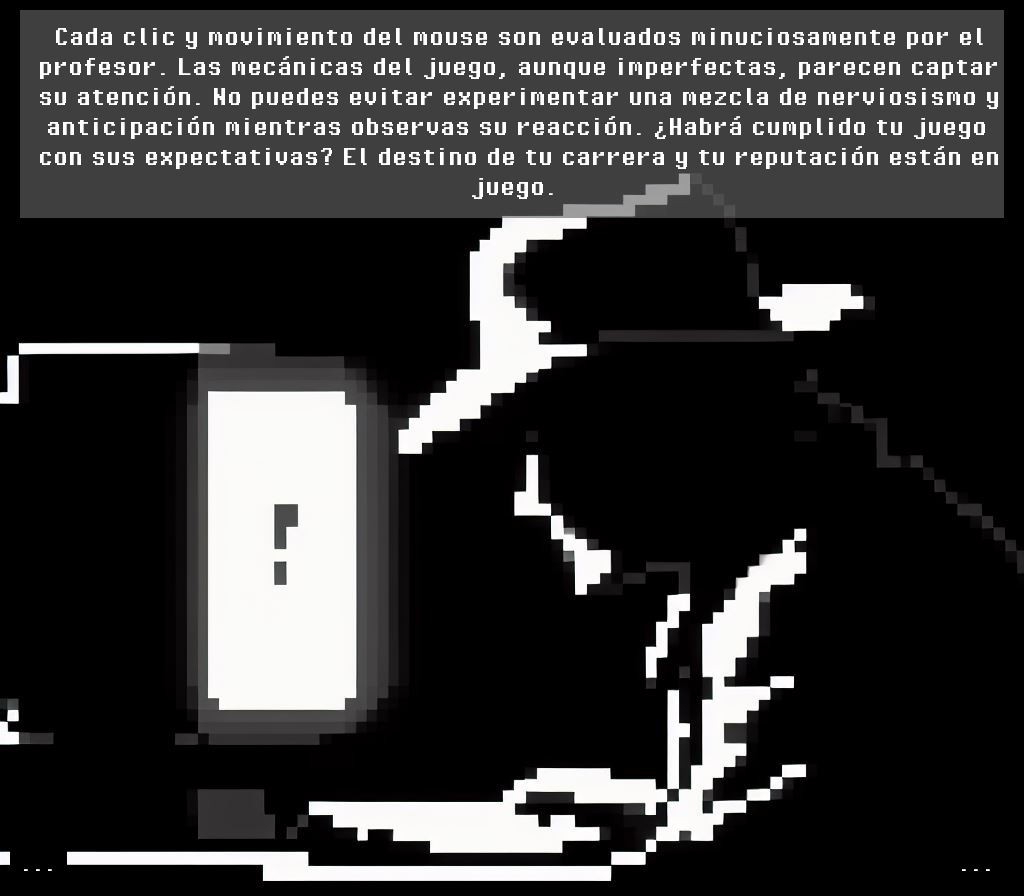 Cada clic y movimiento del mouse son evaluados minuciosamente por el
profesor. Las mecánicas del juego, aunque imperfectas, parecen captar
su atención. No puedes evitar experimentar una mezcla de nerviosismo y
anticipación mientras observas su reacción. ¿Habrá cumplido tu juego
con sus expectativas? El destino de tu carrera y tu reputación están en
juego.
... ...